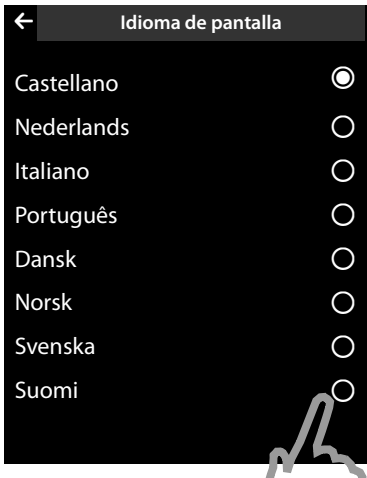 Idioma de pantalla
Castellano
Nederlands
Italiano
Português
Dansk
Norsk
Svenska
Suomi